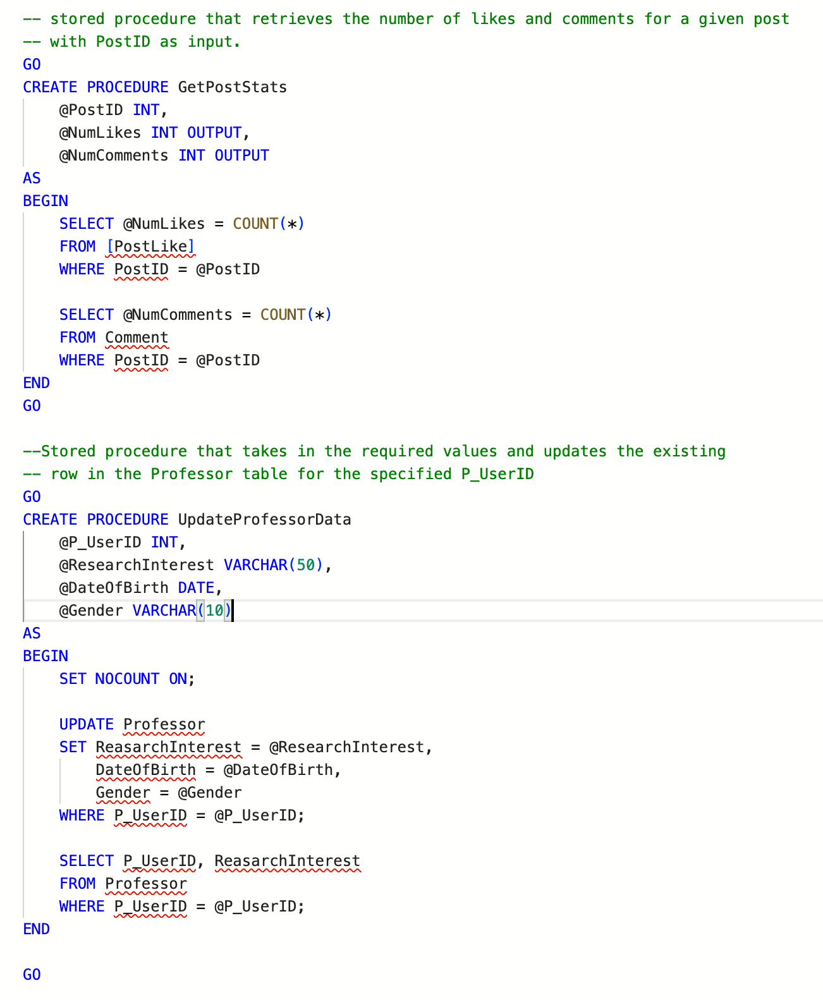 -- stored procedure that retrieves the number of likes and comments for a given post
-- with PostID as input.
GO
CREATE PROCEDURE GetPostStats
    @PostID INT,
    @NumLikes INT OUTPUT,
    @NumComments INT OUTPUT
AS
BEGIN
    SELECT @NumLikes = COUNT(*)
    FROM [PostLike]
    WHERE PostID = @PostID

    SELECT @NumComments = COUNT(*)
    FROM Comment
    WHERE PostID = @PostID
END
GO

--Stored procedure that takes in the required values and updates the existing
-- row in the Professor table for the specified P_UserID
GO
CREATE PROCEDURE UpdateProfessorData
    @P_UserID INT,
    @ResearchInterest VARCHAR(50),
    @DateOfBirth DATE,
    @Gender VARCHAR(10)
AS
BEGIN
    SET NOCOUNT ON;

    UPDATE Professor
    SET ReasarchInterest = @ResearchInterest,
        DateOfBirth = @DateOfBirth,
        Gender = @Gender
    WHERE P_UserID = @P_UserID;

    SELECT P_UserID, ReasarchInterest
    FROM Professor
    WHERE P_UserID = @P_UserID;
END

GO